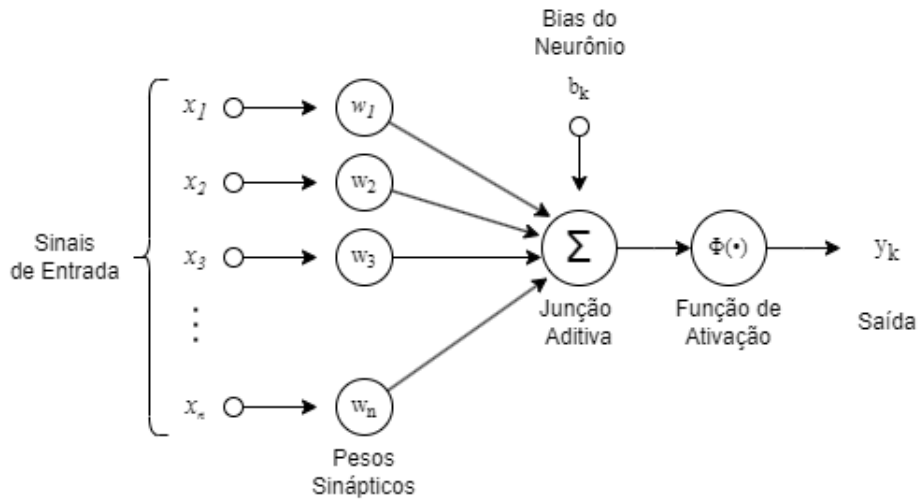 Bias do
Neurônio
b_k
x_1
w_1
x_2
w_2
Sinais
de Entrada
x_3
w_3
Σ
Φ(•)
y_k
Junção
Aditiva
Função de
Ativação
Saída
⋮
x_n
w_n
Pesos
Sinápticos